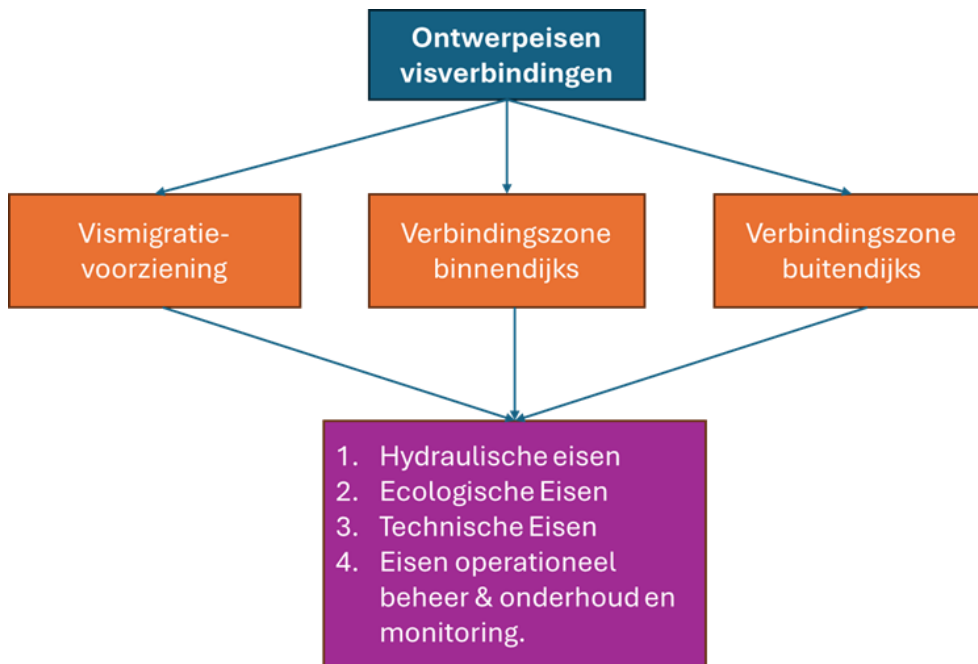 Ontwerpeisen
visverbindingen
Vismigratie-
voorziening
Verbindingszone
binnendijks
Verbindingszone
buitendijks
1. Hydraulische eisen
2. Ecologische Eisen
3. Technische Eisen
4. Eisen operationeel
beheer & onderhoud en
monitoring.